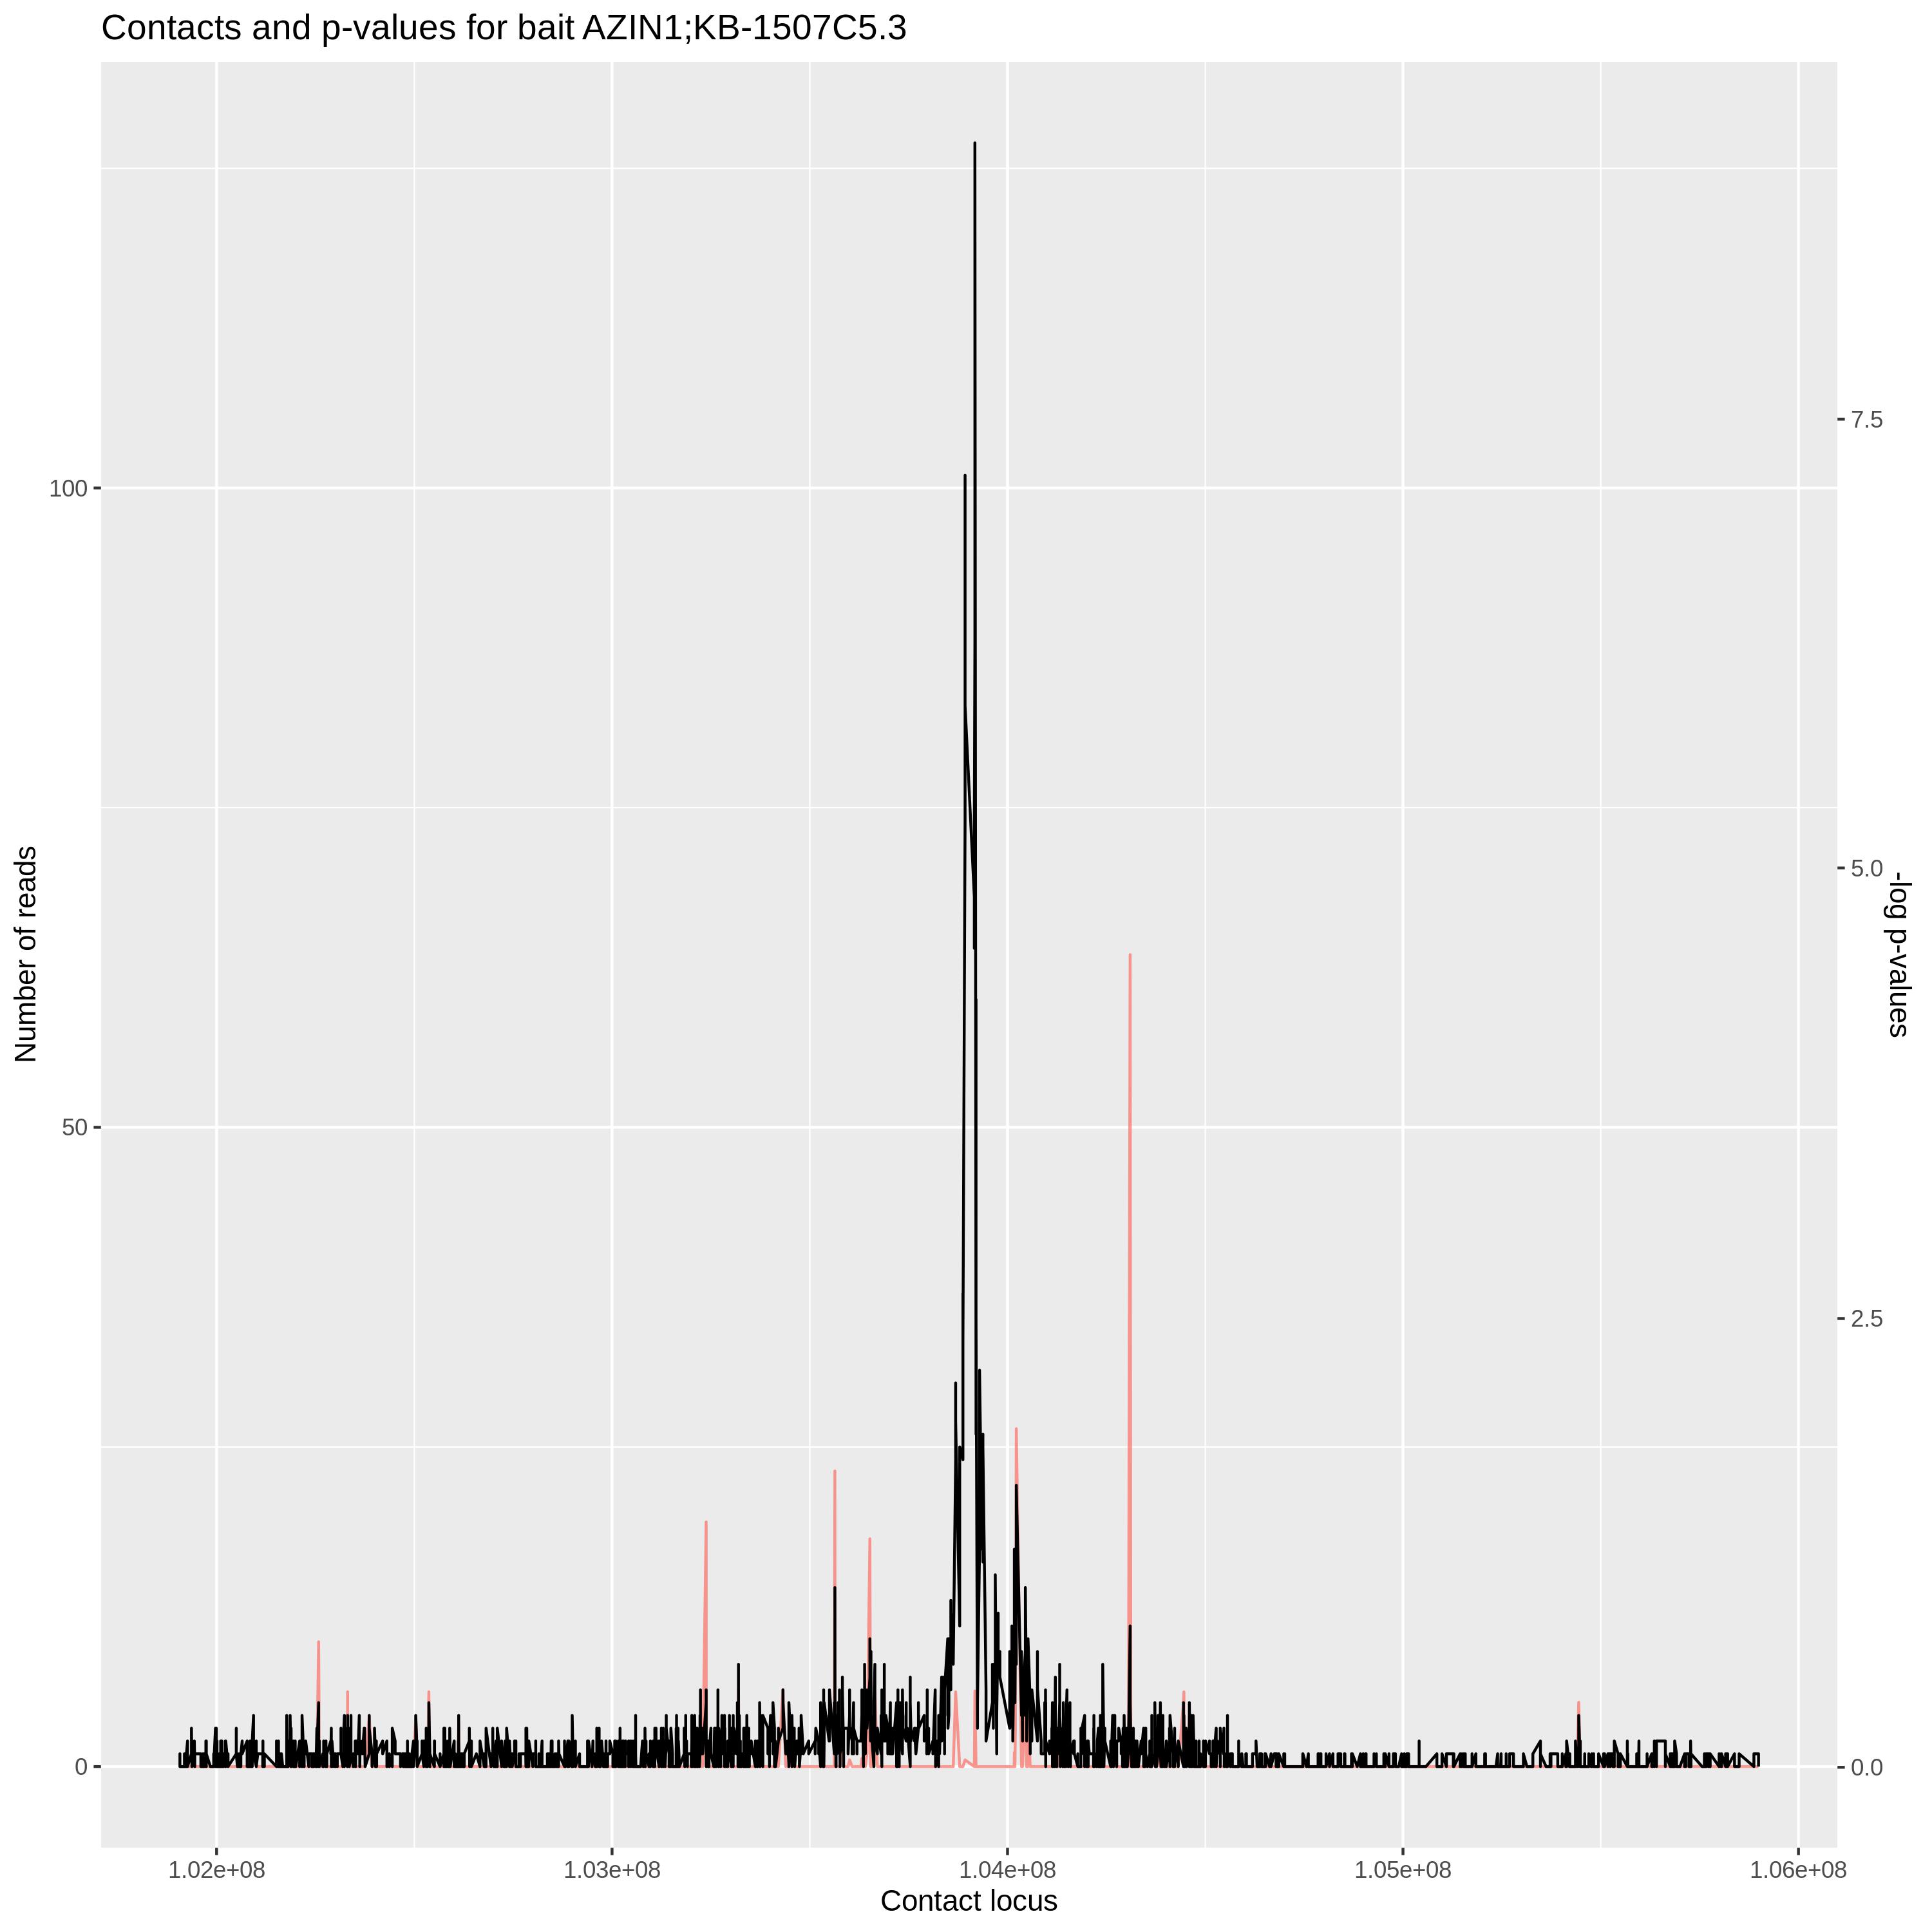 Contacts and p-values for bait AZIN1;KB-1507C5.3
Number of reads
100
50
0
7.5
5.0
2.5
0.0
-log p-values
1.02e+08 1.03e+08 1.04e+08 1.05e+08 1.06e+08
Contact locus